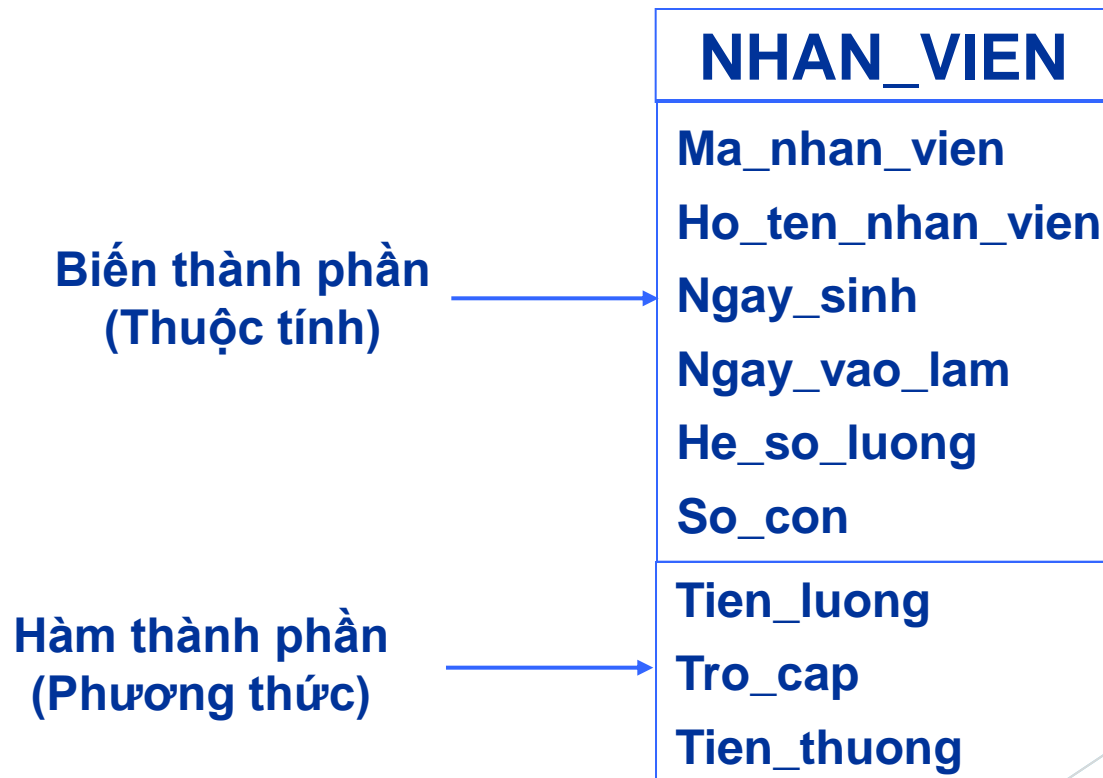 NHAN_VIEN
Biến thành phần
(Thuộc tính)
Ma_nhan_vien
Ho_ten_nhan_vien
Ngay_sinh
Ngay_vao_lam
He_so_luong
So_con
Hàm thành phần
(Phương thức)
Tien_luong
Tro_cap
Tien_thuong